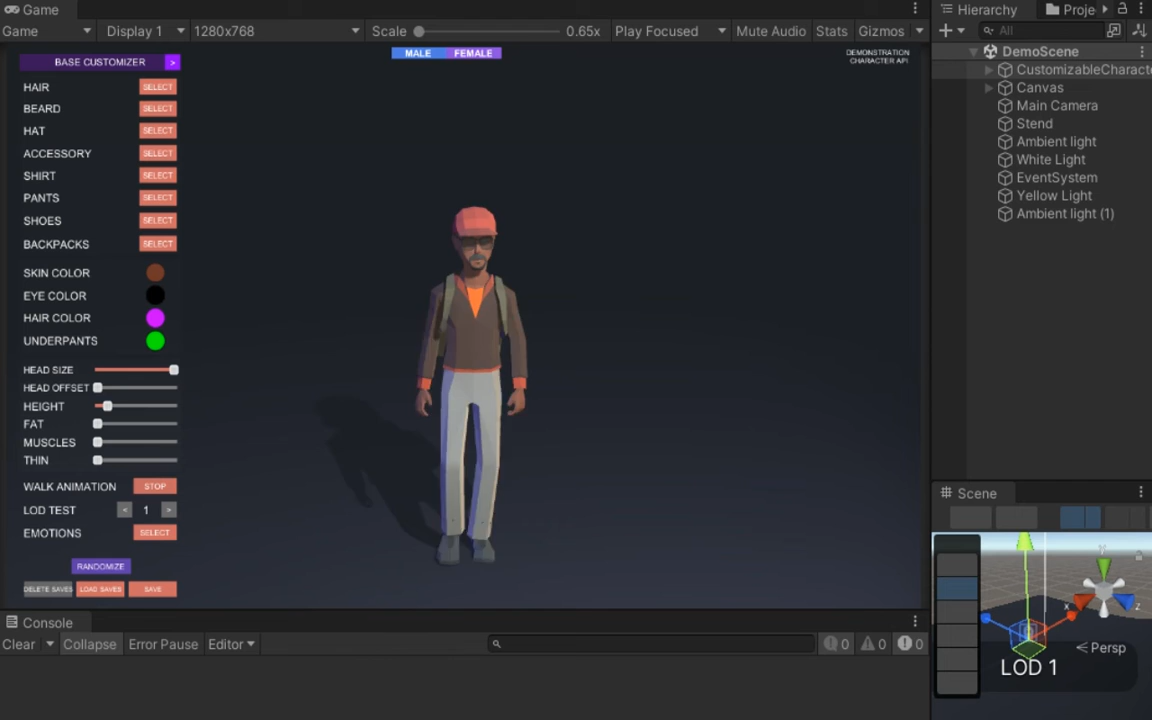 Game
Game Display 1 1280x768 Scale 0.65x Play Focused Mute Audio Stats Gizmos
BASE CUSTOMIZER >
MALE FEMALE
DEMONSTRATION
CHARACTER API
HAIR SELECT
BEARD SELECT
HAT SELECT
ACCESSORY SELECT
SHIRT SELECT
PANTS SELECT
SHOES SELECT
BACKPACKS SELECT
SKIN COLOR
EYE COLOR
HAIR COLOR
UNDERPANTS
HEAD SIZE
HEAD OFFSET
HEIGHT
FAT
MUSCLES
THIN
WALK ANIMATION STOP
LOD TEST < 1 >
EMOTIONS SELECT
RANDOMIZE
DELETE SAVES LOAD SAVES SAVE
Console
Clear Collapse Error Pause Editor 0 0 0
Hierarchy Proje
All
DemoScene
CustomizableCharacte
Canvas
Main Camera
Stend
Ambient light
White Light
EventSystem
Yellow Light
Ambient light (1)
Scene
Y
X
Z
Persp
LOD 1